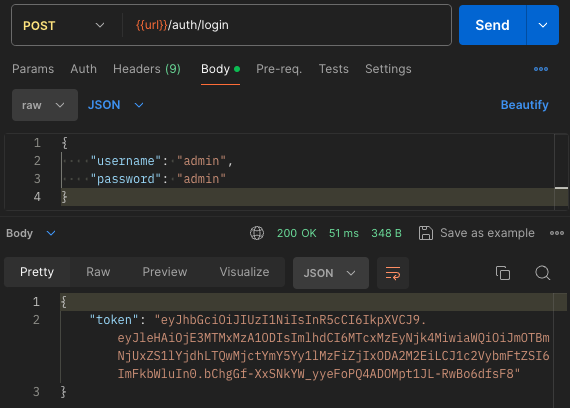 POST {{url}}/auth/login Send
Params Auth Headers (9) Body Pre-req. Tests Settings
raw JSON Beautify
1 {
2 ····"username":·"admin",
3 ····"password":·"admin"
4 }
Body 200 OK 51 ms 348 B Save as example
Pretty Raw Preview Visualize JSON
1 {
2 "token": "eyJhbGciOiJIUzI1NiIsInR5cCI6IkpXVCJ9.
eyJleHAiOjE3MTMxMzA1ODIsImlhdCI6MTcxMzEyNjk4MiwiaWQiOiJmOTBm
NjUxZS1lYjdhLTQwMjctYmY5Yy1lMzFiZjIxODA2M2EiLCJ1c2VybmFtZSI6
ImFkbWluIn0.bChgGf-XxSNkYW_yyeFoPQ4ADOMpt1JL-RwBo6dfsF8"
3 }